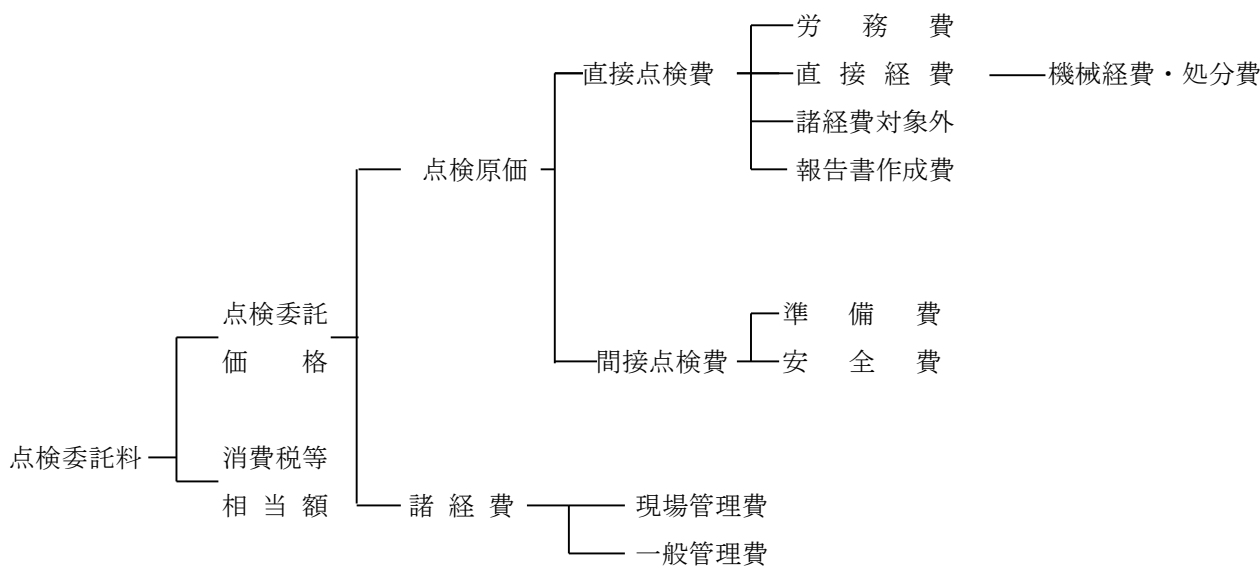 労務費
直接点検費 直接経費 機械経費・処分費
諸経費対象外
点検原価 報告書作成費
点検委託 準備費
価格 間接点検費 安全費
点検委託料 消費税等
相当額 諸経費 現場管理費
一般管理費